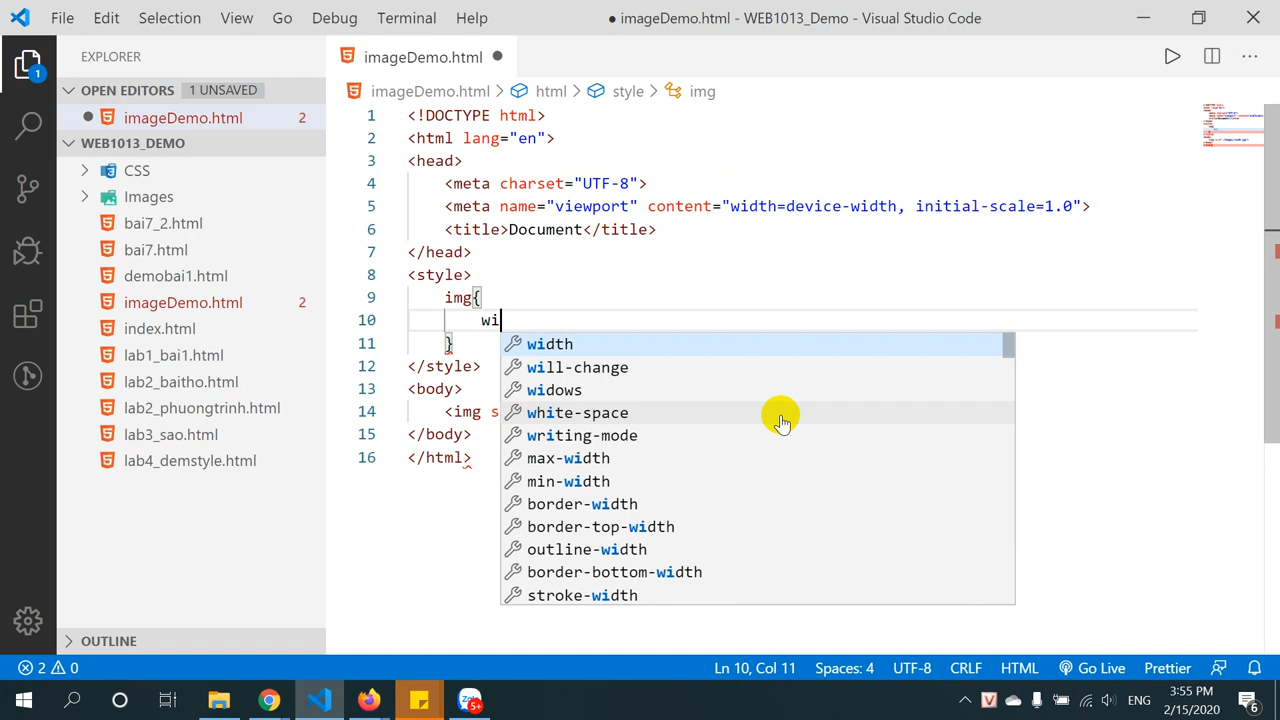 File Edit Selection View Go Debug Terminal Help
● imageDemo.html - WEB1013_Demo - Visual Studio Code
EXPLORER
OPEN EDITORS 1 UNSAVED
imageDemo.html 2
WEB1013_DEMO
CSS
Images
bai7_2.html
bai7.html
demobai1.html
imageDemo.html 2
index.html
lab1_bai1.html
lab2_baitho.html
lab2_phuongtrinh.html
lab3_sao.html
lab4_demstyle.html
OUTLINE
1
imageDemo.html
imageDemo.html > html > style > img
1 <!DOCTYPE html>
2 <html lang="en">
3 <head>
4 <meta charset="UTF-8">
5 <meta name="viewport" content="width=device-width, initial-scale=1.0">
6 <title>Document</title>
7 </head>
8 <style>
9 img{
10 wi
11 }
12 </style>
13 <body>
14 <img s
15 </body>
16 </html>
width
will-change
widows
white-space
writing-mode
max-width
min-width
border-width
border-top-width
outline-width
border-bottom-width
stroke-width
2 0
Ln 10, Col 11 Spaces: 4 UTF-8 CRLF HTML Go Live Prettier
Zalo 5+
ENG
3:55 PM
2/15/2020
6